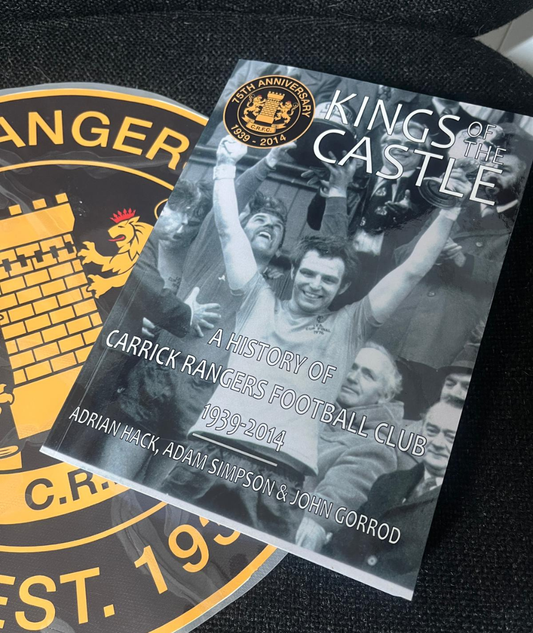 75TH ANNIVERSARY
C.R.F.C.
1939 - 2014
KINGS OF THE
CASTLE
A HISTORY OF
CARRICK RANGERS FOOTBALL CLUB
1939-2014
ADRIAN HACK, ADAM SIMPSON & JOHN GORROD
ANGER
C.R.
EST. 193